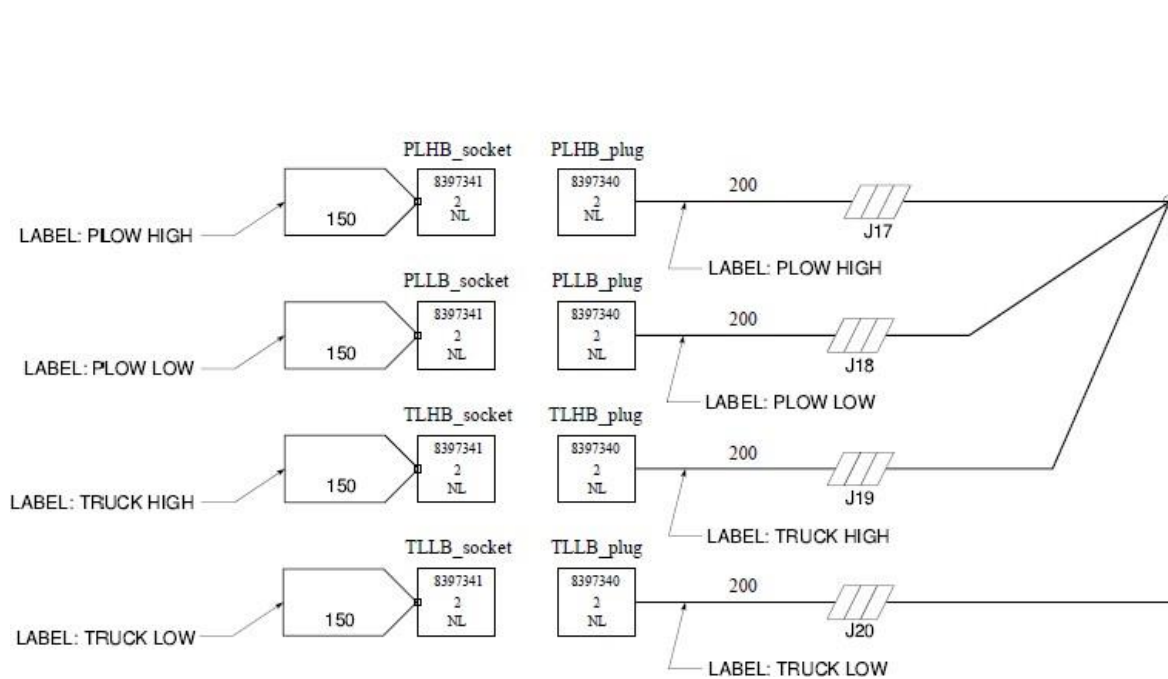 PLHB_socket
PLHB_plug
8397341
2
NL
8397340
2
NL
150
200
J17
LABEL: PLOW HIGH
LABEL: PLOW HIGH
PLLB_socket
PLLB_plug
8397341
2
NL
8397340
2
NL
150
200
J18
LABEL: PLOW LOW
LABEL: PLOW LOW
TLHB_socket
TLHB_plug
8397341
2
NL
8397340
2
NL
150
200
J19
LABEL: TRUCK HIGH
LABEL: TRUCK HIGH
TLLB_socket
TLLB_plug
8397341
2
NL
8397340
2
NL
150
200
J20
LABEL: TRUCK LOW
LABEL: TRUCK LOW